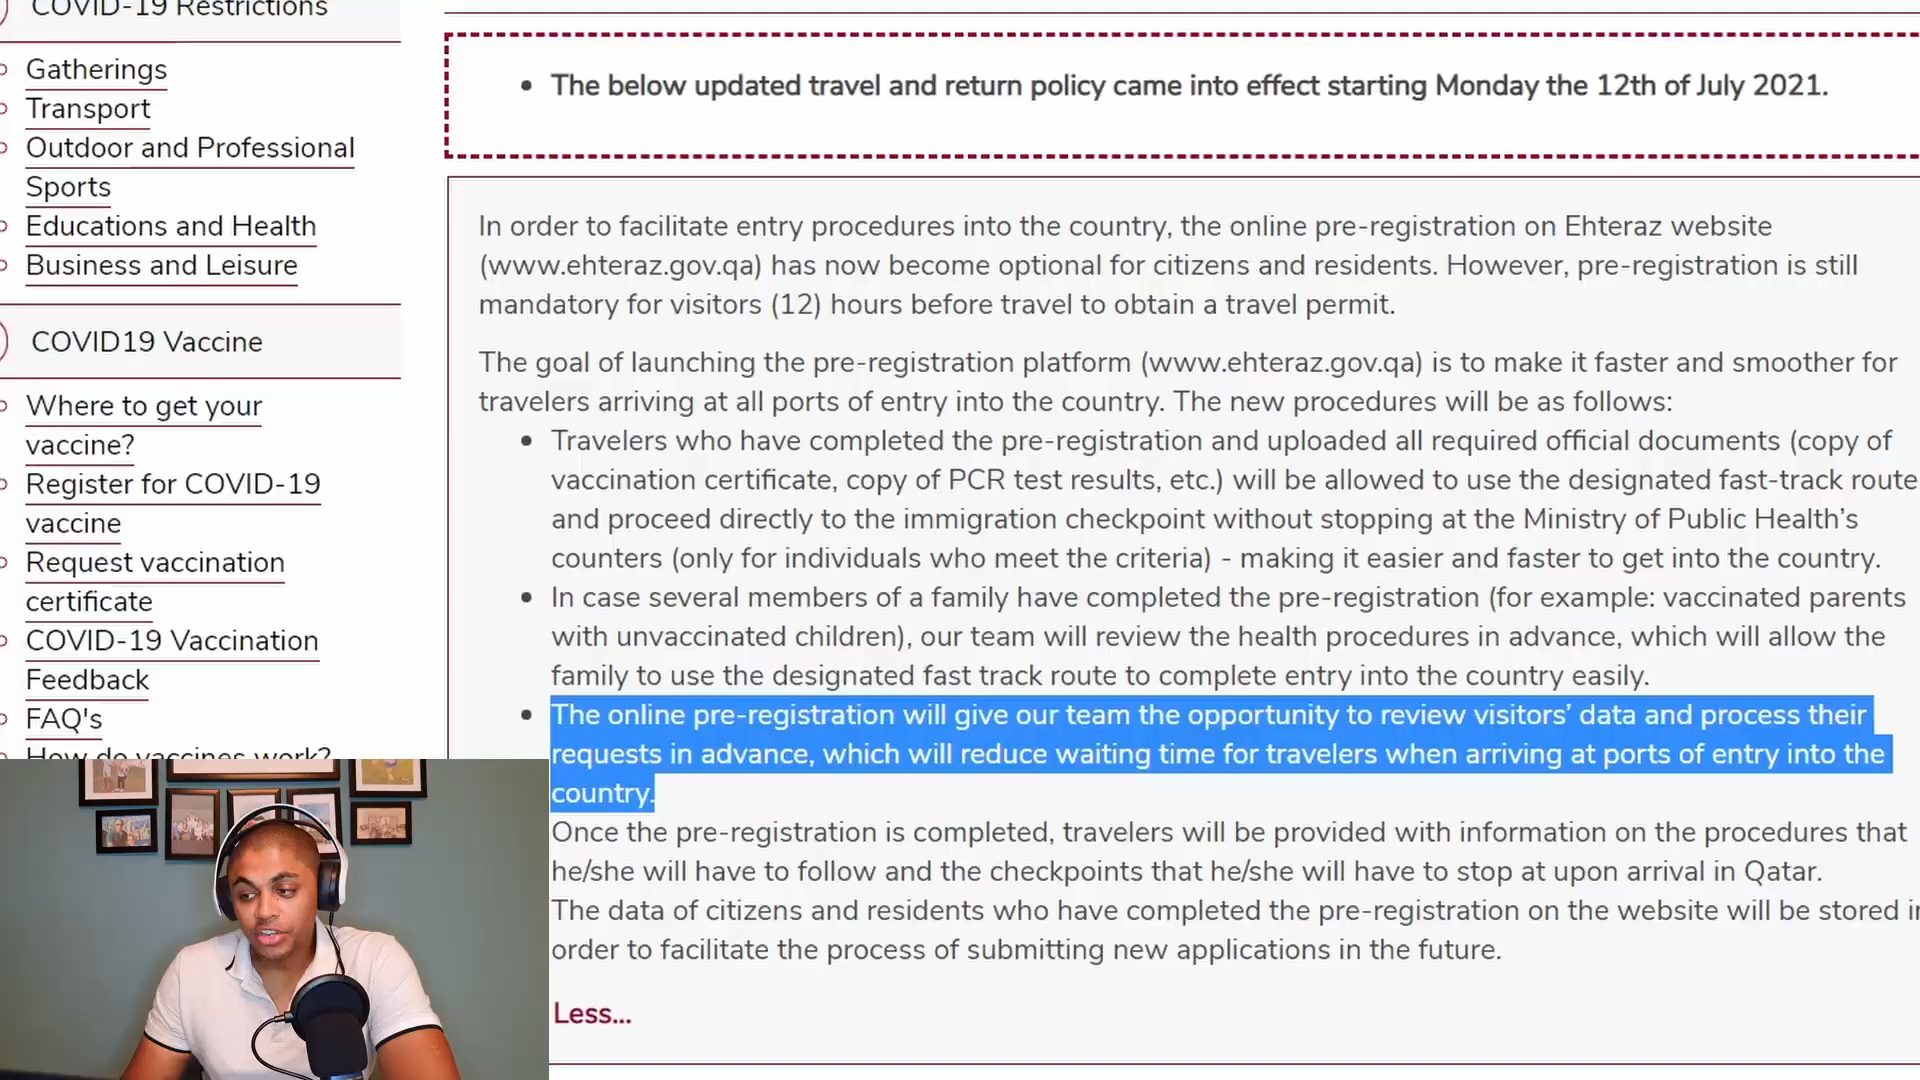 COVID-19 Restrictions
Gatherings
Transport
Outdoor and Professional
Sports
Educations and Health
Business and Leisure
COVID19 Vaccine
Where to get your
vaccine?
Register for COVID-19
vaccine
Request vaccination
certificate
COVID-19 Vaccination
Feedback
FAQ's
How do vaccines work?
The below updated travel and return policy came into effect starting Monday the 12th of July 2021.
In order to facilitate entry procedures into the country, the online pre-registration on Ehteraz website
(www.ehteraz.gov.qa) has now become optional for citizens and residents. However, pre-registration is still
mandatory for visitors (12) hours before travel to obtain a travel permit.
The goal of launching the pre-registration platform (www.ehteraz.gov.qa) is to make it faster and smoother for
travelers arriving at all ports of entry into the country. The new procedures will be as follows:
Travelers who have completed the pre-registration and uploaded all required official documents (copy of
vaccination certificate, copy of PCR test results, etc.) will be allowed to use the designated fast-track route
and proceed directly to the immigration checkpoint without stopping at the Ministry of Public Health’s
counters (only for individuals who meet the criteria) - making it easier and faster to get into the country.
In case several members of a family have completed the pre-registration (for example: vaccinated parents
with unvaccinated children), our team will review the health procedures in advance, which will allow the
family to use the designated fast track route to complete entry into the country easily.
The online pre-registration will give our team the opportunity to review visitors’ data and process their
requests in advance, which will reduce waiting time for travelers when arriving at ports of entry into the
country.
Once the pre-registration is completed, travelers will be provided with information on the procedures that
he/she will have to follow and the checkpoints that he/she will have to stop at upon arrival in Qatar.
The data of citizens and residents who have completed the pre-registration on the website will be stored in
order to facilitate the process of submitting new applications in the future.
Less...